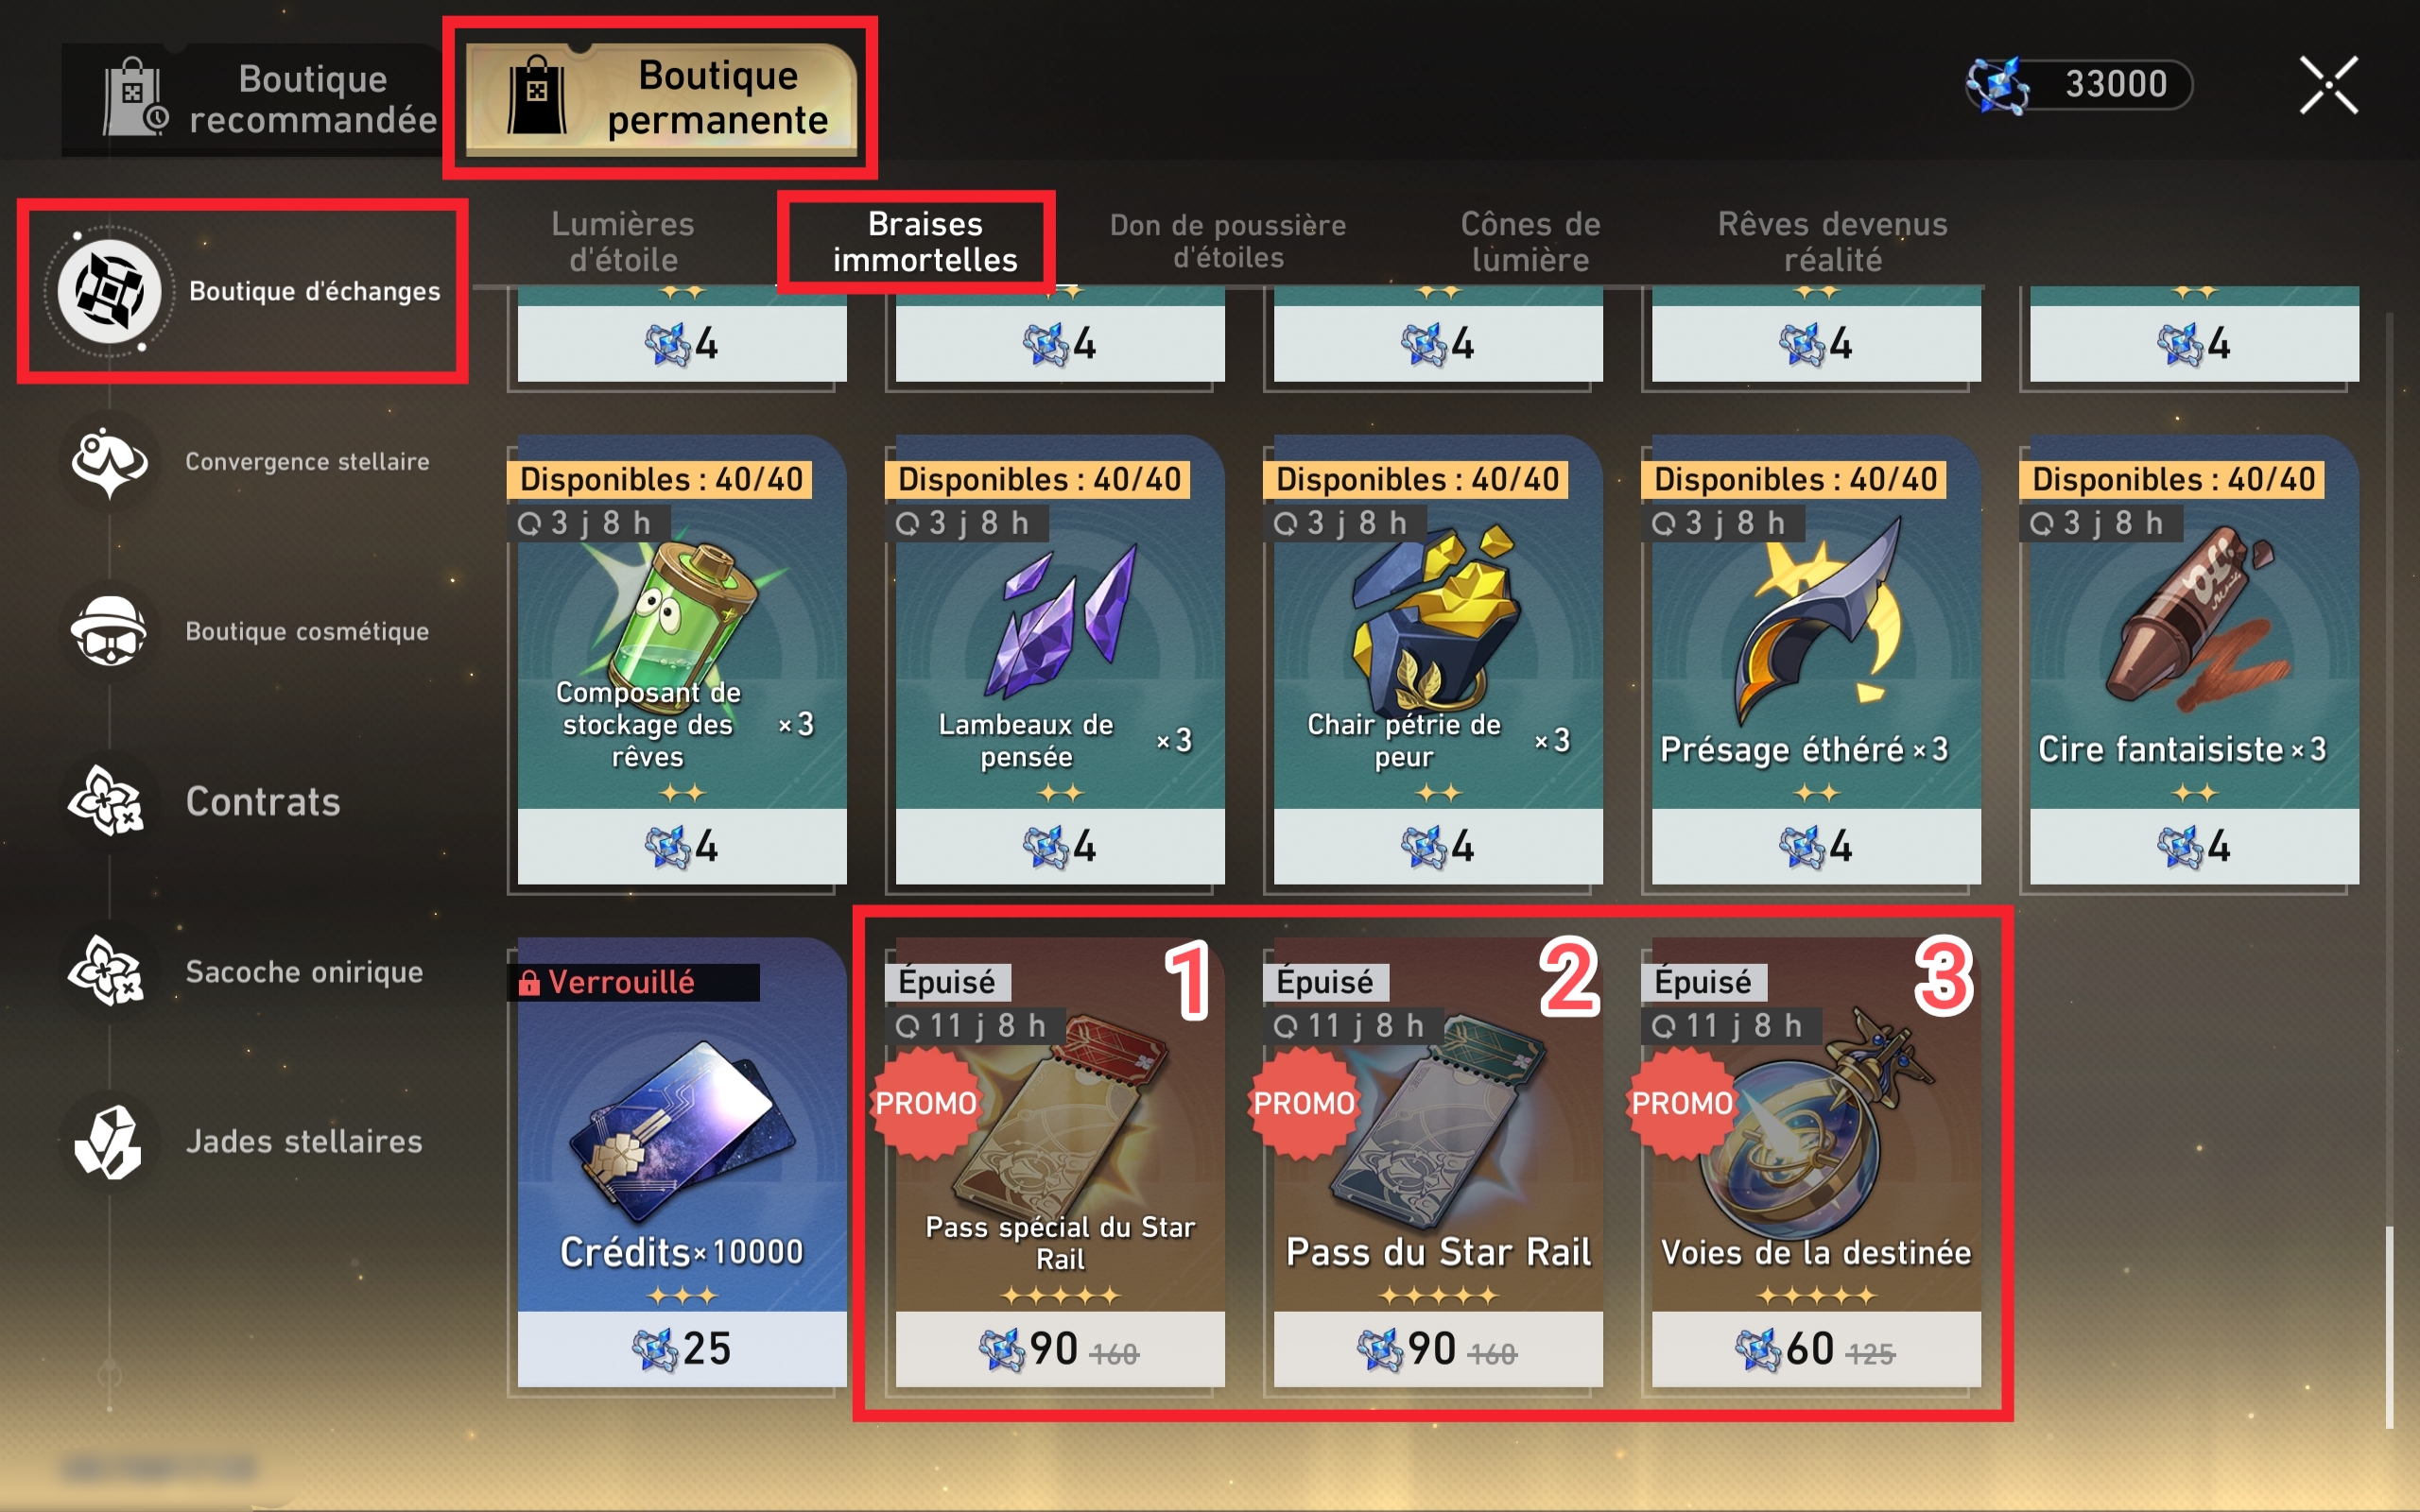 Boutique
recommandée
Boutique
permanente
33000
Boutique d'échanges
Convergence stellaire
Boutique cosmétique
Contrats
Sacoche onirique
Jades stellaires
Lumières
d'étoile
Braises
immortelles
Don de poussière
d'étoiles
Cônes de
lumière
Rêves devenus
réalité
4
4
4
4
4
Disponibles : 40/40
3 j 8 h
Composant de
stockage des
rêves
×3
4
Disponibles : 40/40
3 j 8 h
Lambeaux de
pensée
×3
4
Disponibles : 40/40
3 j 8 h
Chair pétrie de
peur
×3
4
Disponibles : 40/40
3 j 8 h
Présage éthéré ×3
4
Disponibles : 40/40
3 j 8 h
Cire fantaisiste ×3
4
Verrouillé
Crédits ×10000
25
Épuisé
1
11 j 8 h
PROMO
Pass spécial du Star
Rail
90 160
Épuisé
2
11 j 8 h
PROMO
Pass du Star Rail
90 160
Épuisé
3
11 j 8 h
PROMO
Voies de la destinée
60 125